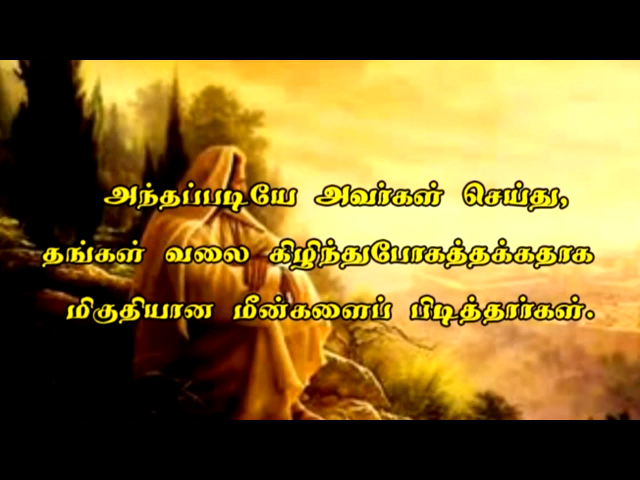 அந்தப்படியே அவர்கள் செய்து,
தங்கள் வலை கிழிந்துபோகத்தக்கதாக
மிகுதியான மீன்களைப் பிடித்தார்கள்.